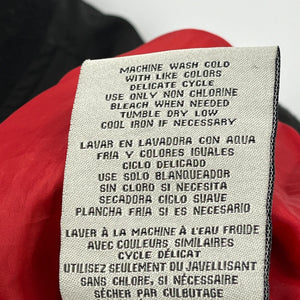 MACHINE WASH COLD
WITH LIKE COLORS
DELICATE CYCLE
USE ONLY NON CHLORINE
BLEACH WHEN NEEDED
TUMBLE DRY LOW
COOL IRON IF NECESSARY
LAVAR EN LAVADORA CON AQUA
FRIA Y COLORES IGUALES
CICLO DELICADO
USE SOLO BLANQUEADOR
SIN CLORO SI NECESITA
SECADORA CICLO SUAVE
PLANCHA FRIA SI ES NECESARIO
LAVER À LA MACHINE À L'EAU FROIDE
AVEC COULEURS SIMILAIRES
CYCLE DÉLICAT
UTILIZEZ SEULEMENT DU JAVELLISANT
SANS CHLORE, SI NÉCESSAIRE
SÉCHER PAR CULBUTAGE